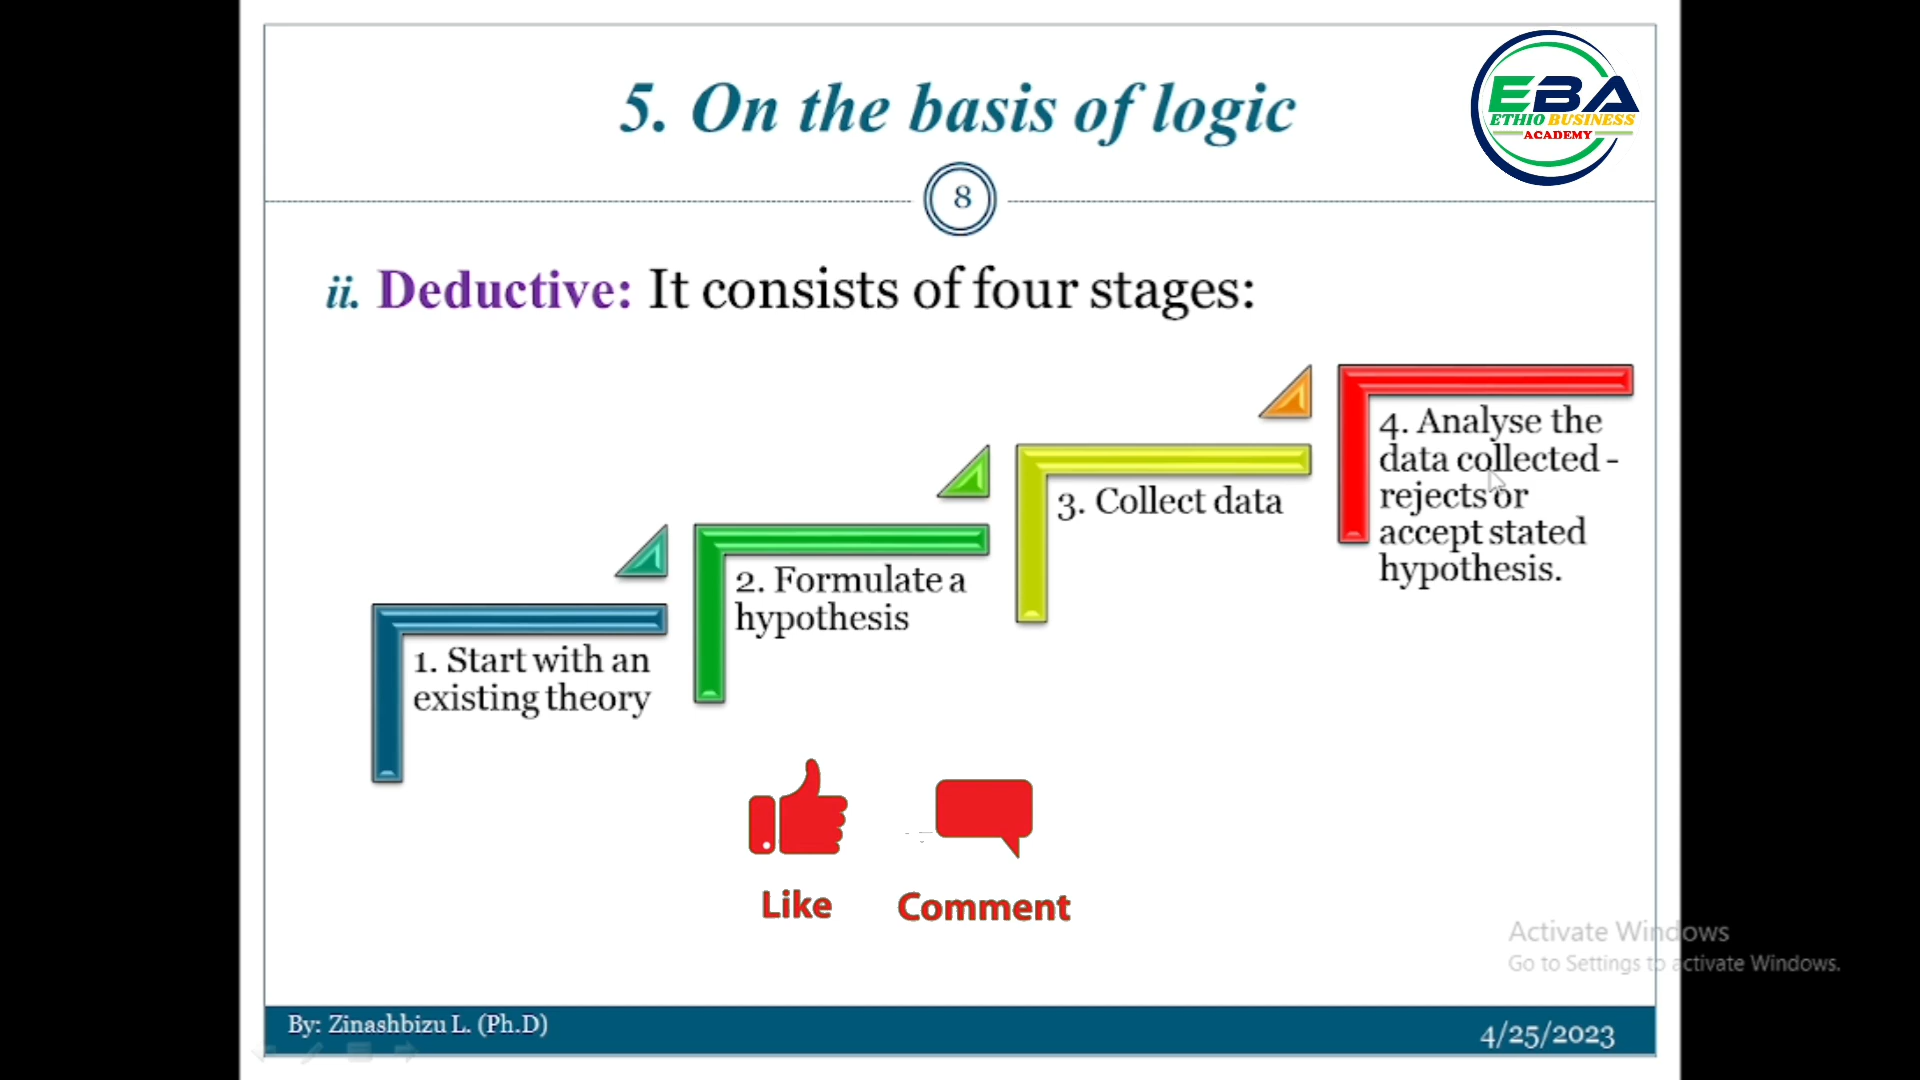 5. On the basis of logic
EBA
ETHIO BUSINESS
ACADEMY
8
ii. Deductive: It consists of four stages:
1. Start with an
existing theory
2. Formulate a
hypothesis
3. Collect data
4. Analyse the
data collected -
rejects or
accept stated
hypothesis.
Like
Comment
Activate Windows
Go to Settings to activate Windows.
By: Zinashbizu L. (Ph.D)
4/25/2023